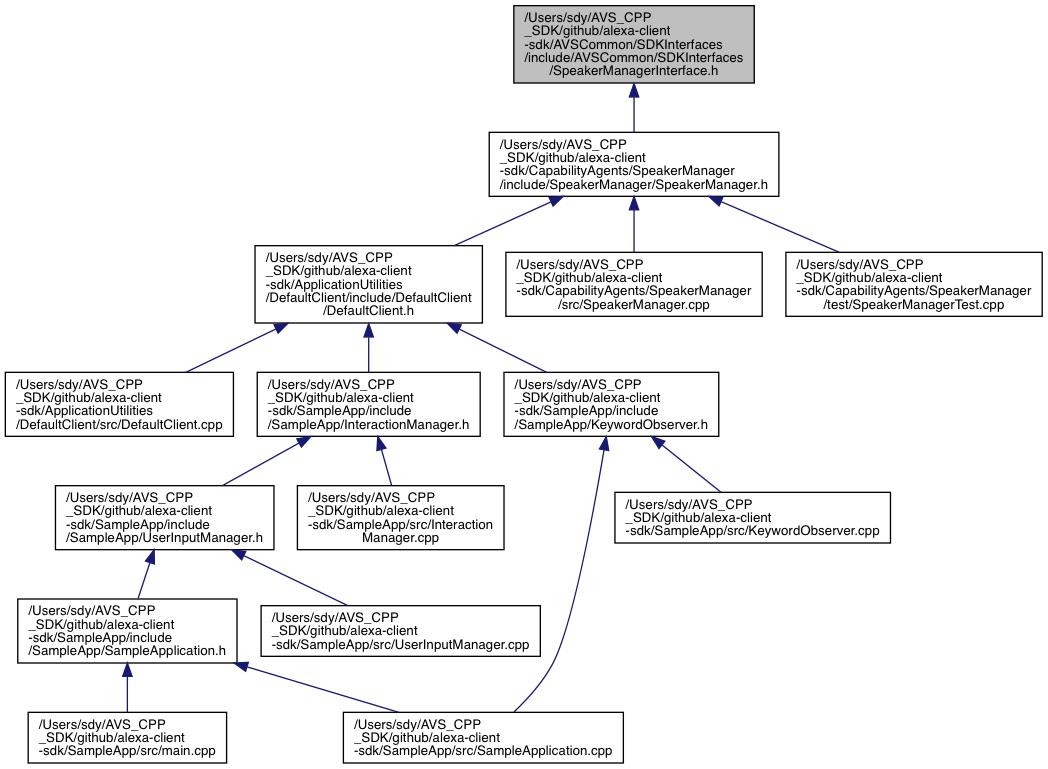 /Users/sdy/AVS_CPP
_SDK/github/alexa-client
-sdk/AVSCommon/SDKInterfaces
/include/AVSCommon/SDKInterfaces
/SpeakerManagerInterface.h
/Users/sdy/AVS_CPP
_SDK/github/alexa-client
-sdk/CapabilityAgents/SpeakerManager
/include/SpeakerManager/SpeakerManager.h
/Users/sdy/AVS_CPP
_SDK/github/alexa-client
-sdk/ApplicationUtilities
/DefaultClient/include/DefaultClient
/DefaultClient.h
/Users/sdy/AVS_CPP
_SDK/github/alexa-client
-sdk/CapabilityAgents/SpeakerManager
/src/SpeakerManager.cpp
/Users/sdy/AVS_CPP
_SDK/github/alexa-client
-sdk/CapabilityAgents/SpeakerManager
/test/SpeakerManagerTest.cpp
/Users/sdy/AVS_CPP
_SDK/github/alexa-client
-sdk/ApplicationUtilities
/DefaultClient/src/DefaultClient.cpp
/Users/sdy/AVS_CPP
_SDK/github/alexa-client
-sdk/SampleApp/include
/SampleApp/InteractionManager.h
/Users/sdy/AVS_CPP
_SDK/github/alexa-client
-sdk/SampleApp/include
/SampleApp/KeywordObserver.h
/Users/sdy/AVS_CPP
_SDK/github/alexa-client
-sdk/SampleApp/include
/SampleApp/UserInputManager.h
/Users/sdy/AVS_CPP
_SDK/github/alexa-client
-sdk/SampleApp/src/Interaction
Manager.cpp
/Users/sdy/AVS_CPP
_SDK/github/alexa-client
-sdk/SampleApp/src/KeywordObserver.cpp
/Users/sdy/AVS_CPP
_SDK/github/alexa-client
-sdk/SampleApp/include
/SampleApp/SampleApplication.h
/Users/sdy/AVS_CPP
_SDK/github/alexa-client
-sdk/SampleApp/src/UserInputManager.cpp
/Users/sdy/AVS_CPP
_SDK/github/alexa-client
-sdk/SampleApp/src/main.cpp
/Users/sdy/AVS_CPP
_SDK/github/alexa-client
-sdk/SampleApp/src/SampleApplication.cpp